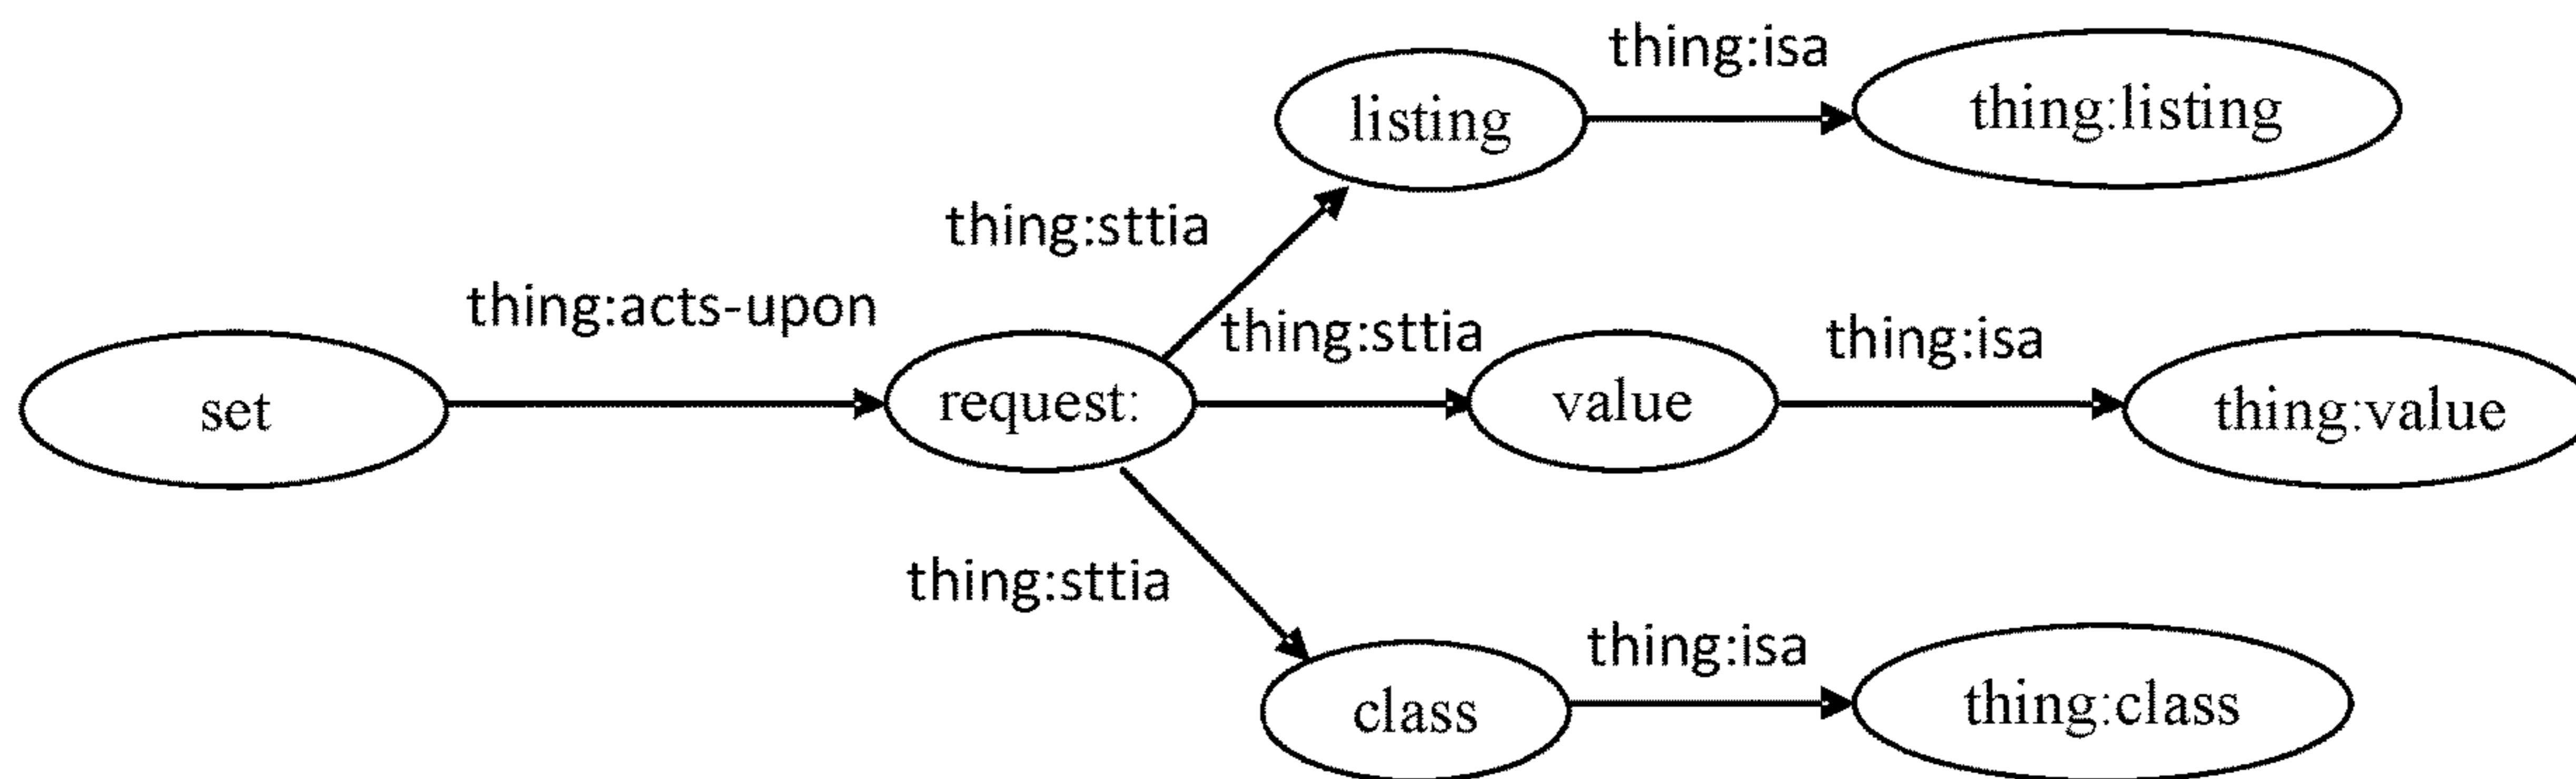 thing:isa
listing
thing:listing
thing:sttia
thing:acts-upon
thing:sttia
thing:isa
set
request:
value
thing:value
thing:sttia
thing:isa
class
thing:class